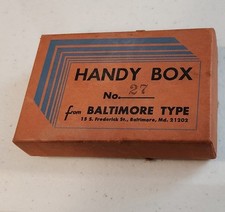 HANDY BOX
No. 27
from BALTIMORE TYPE
15 S. Frederick St., Baltimore, Md. 21202